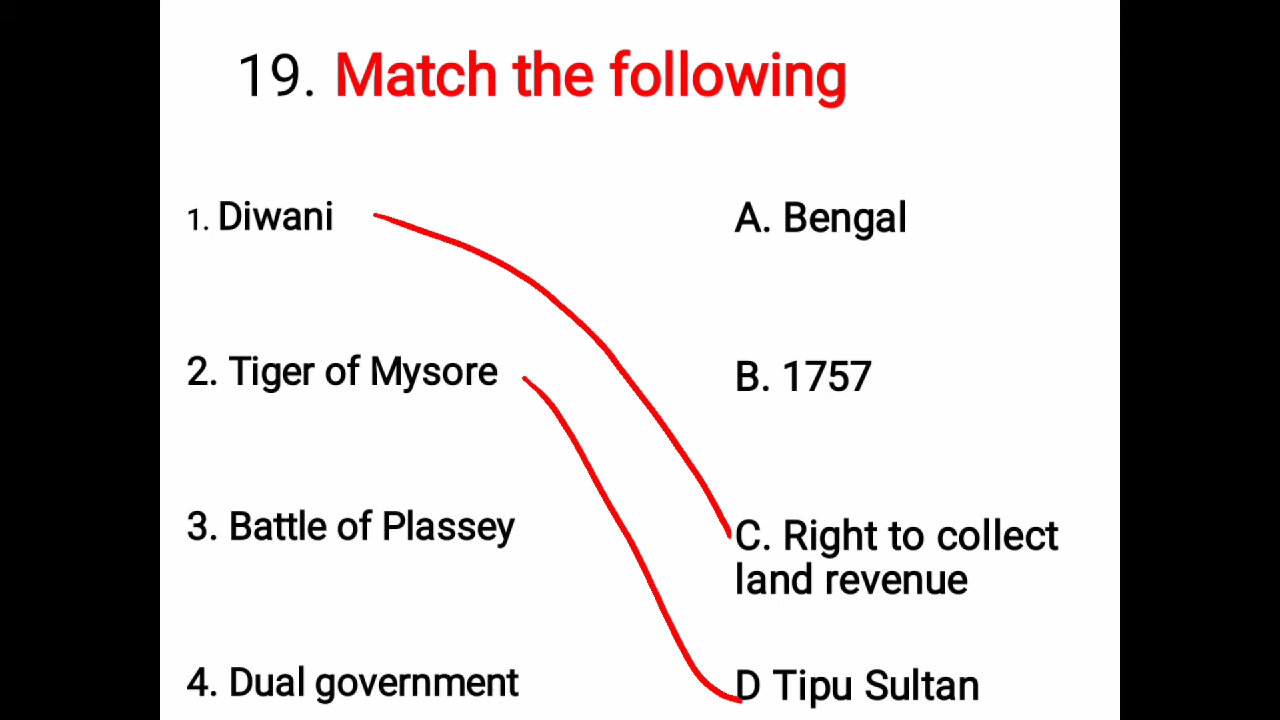 19. Match the following
1. Diwani
A. Bengal
2. Tiger of Mysore
B. 1757
3. Battle of Plassey
C. Right to collect
land revenue
4. Dual government
D Tipu Sultan